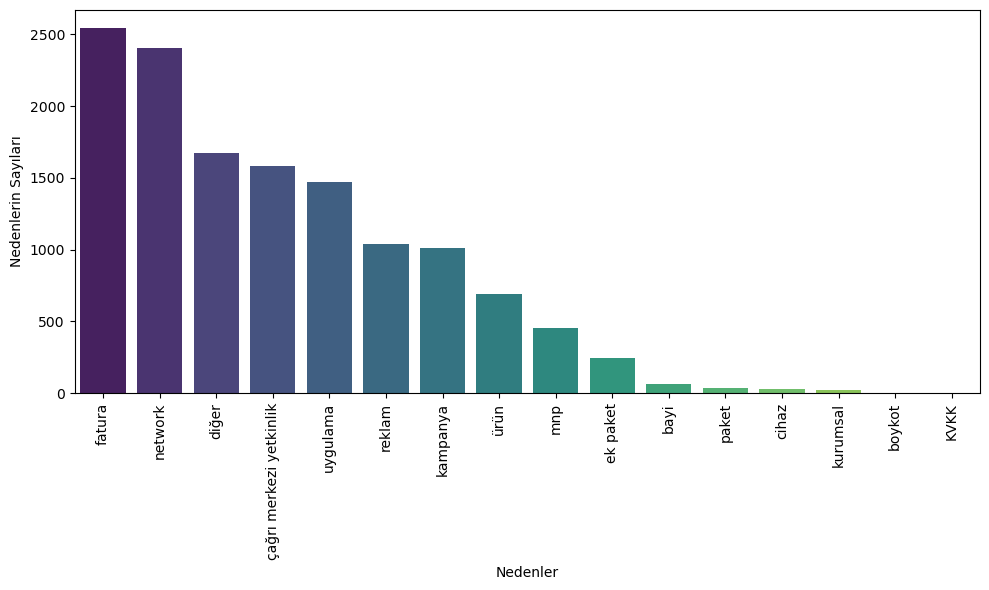 Nedenlerin Sayıları
2500
2000
1500
1000
500
0
fatura
network
diğer
çağrı merkezi yetkinlik
uygulama
reklam
kampanya
ürün
mnp
ek paket
bayi
paket
cihaz
kurumsal
boykot
KVKK
Nedenler